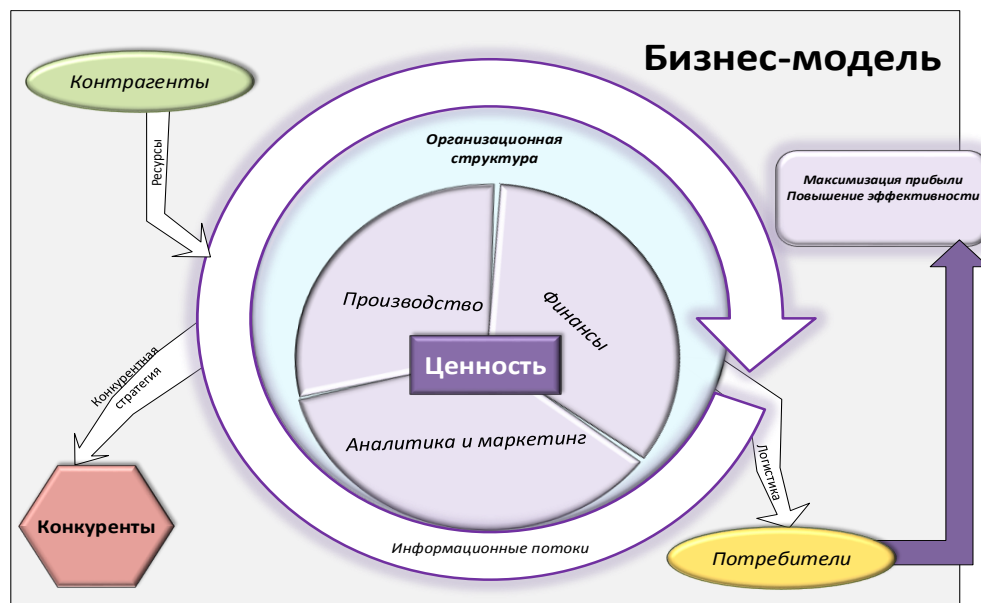 Бизнес-модель
Контрагенты
Ресурсы
Организационная
структура
Максимизация прибыли
Повышение эффективности
Производство
Финансы
Ценность
Конкурентная
стратегия
Аналитика и маркетинг
Логистика
Конкуренты
Информационные потоки
Потребители